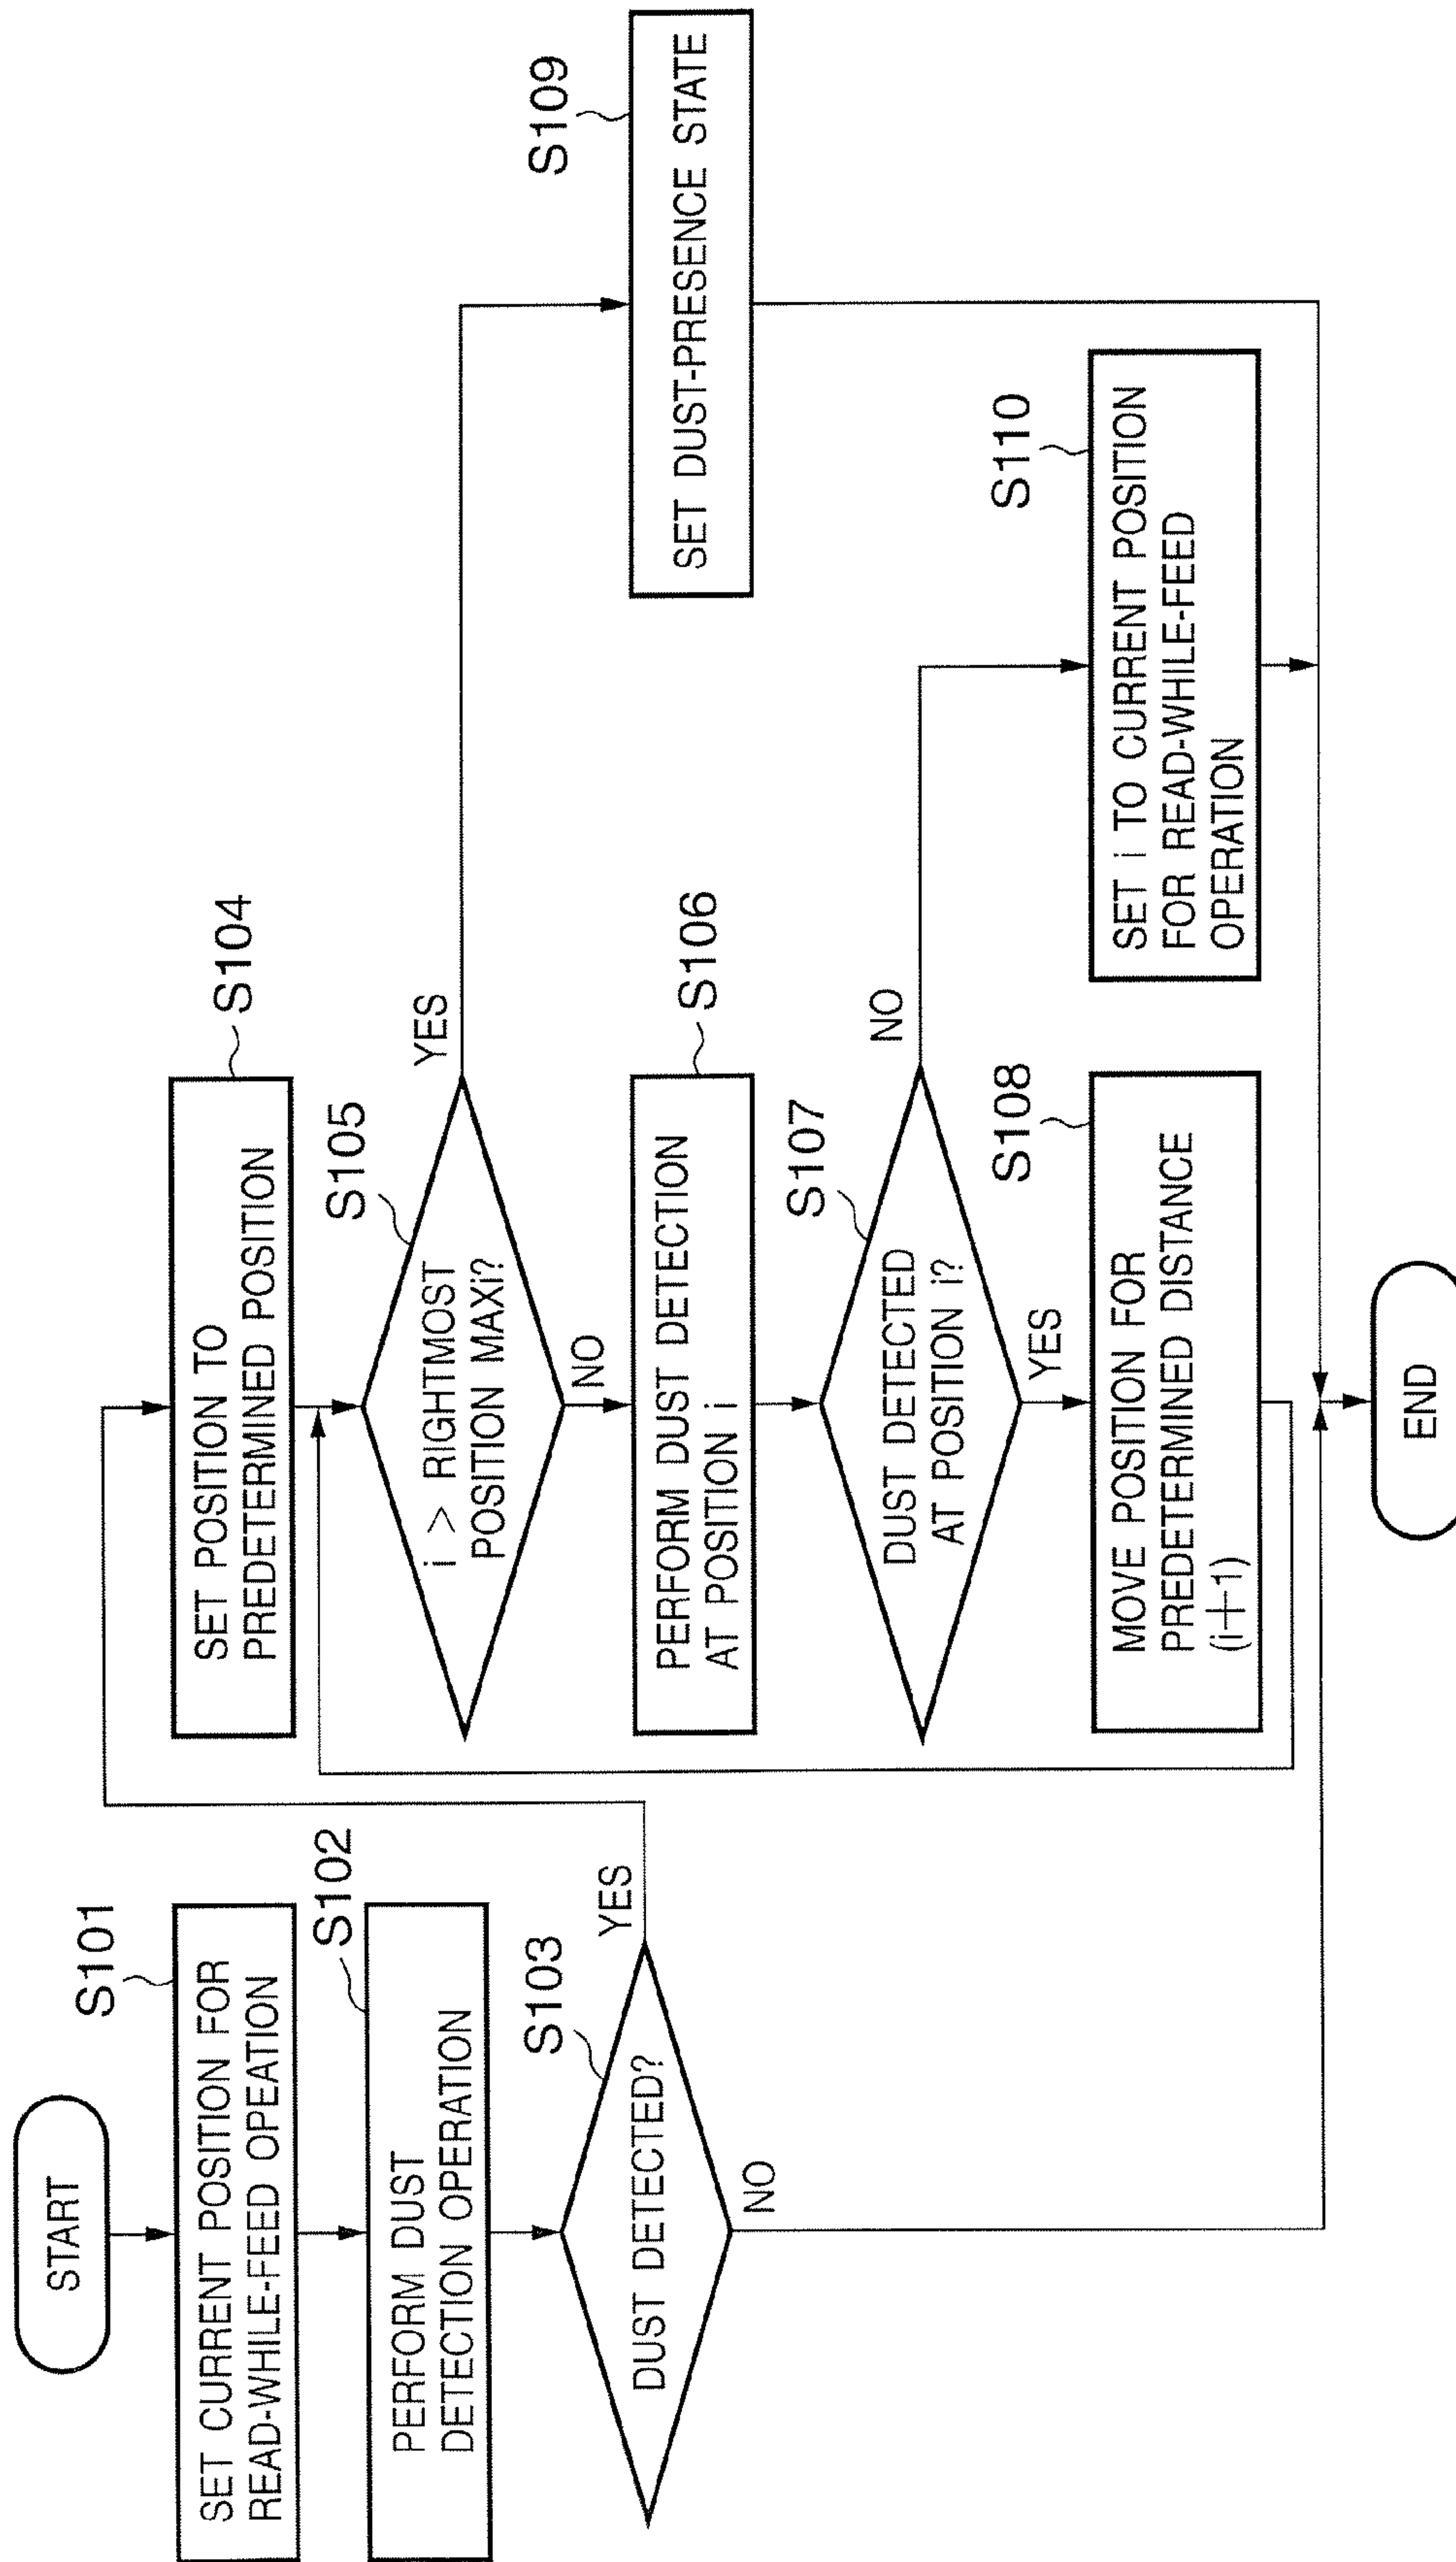 START
S101
SET CURRENT POSITION FOR
READ-WHILE-FEED OPEATION
S102
PERFORM DUST
DETECTION OPERATION
S103
DUST DETECTED?
YES
NO
S104
SET POSITION TO
PREDETERMINED POSITION
S105
i > RIGHTMOST
POSITION MAXi?
YES
NO
S106
PERFORM DUST DETECTION
AT POSITION i
S107
DUST DETECTED
AT POSITION i?
NO
YES
S108
MOVE POSITION FOR
PREDETERMINED DISTANCE
(i+1)
S109
SET DUST-PRESENCE STATE
S110
SET i TO CURRENT POSITION
FOR READ-WHILE-FEED
OPERATION
END